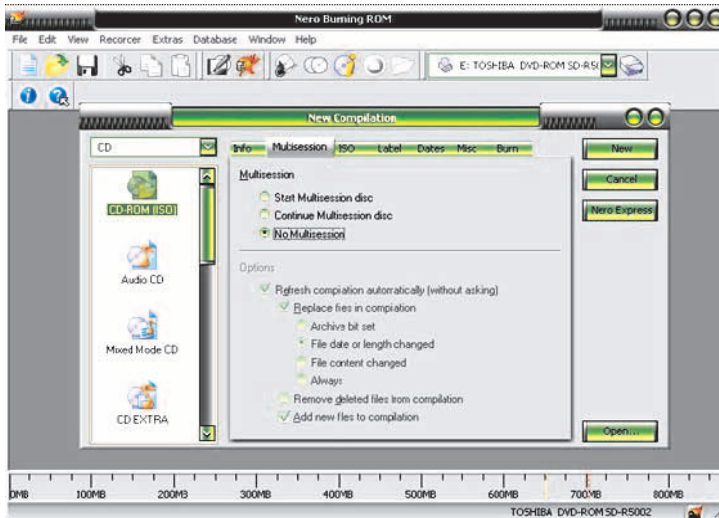 Nero Burning ROM
File Edit View Recorder Extras Database Window Help
E: TOSHIBA DVD-ROM SD-R5
New Compilation
CD
Info Multisession ISO Label Dates Misc Burn
New
Cancel
Nero Express
CD-ROM (ISO)
Audio CD
Mixed Mode CD
CD EXTRA
Multisession
Start Multisession disc
Continue Multisession disc
No Multisession
Options
Refresh compilation automatically (without asking)
Replace files in compilation
Archive bit set
File date or length changed
File content changed
Always
Remove deleted files from compilation
Add new files to compilation
Open...
0MB 100MB 200MB 300MB 400MB 500MB 600MB 700MB 800MB
TOSHIBA DVD-ROM SD-R5002